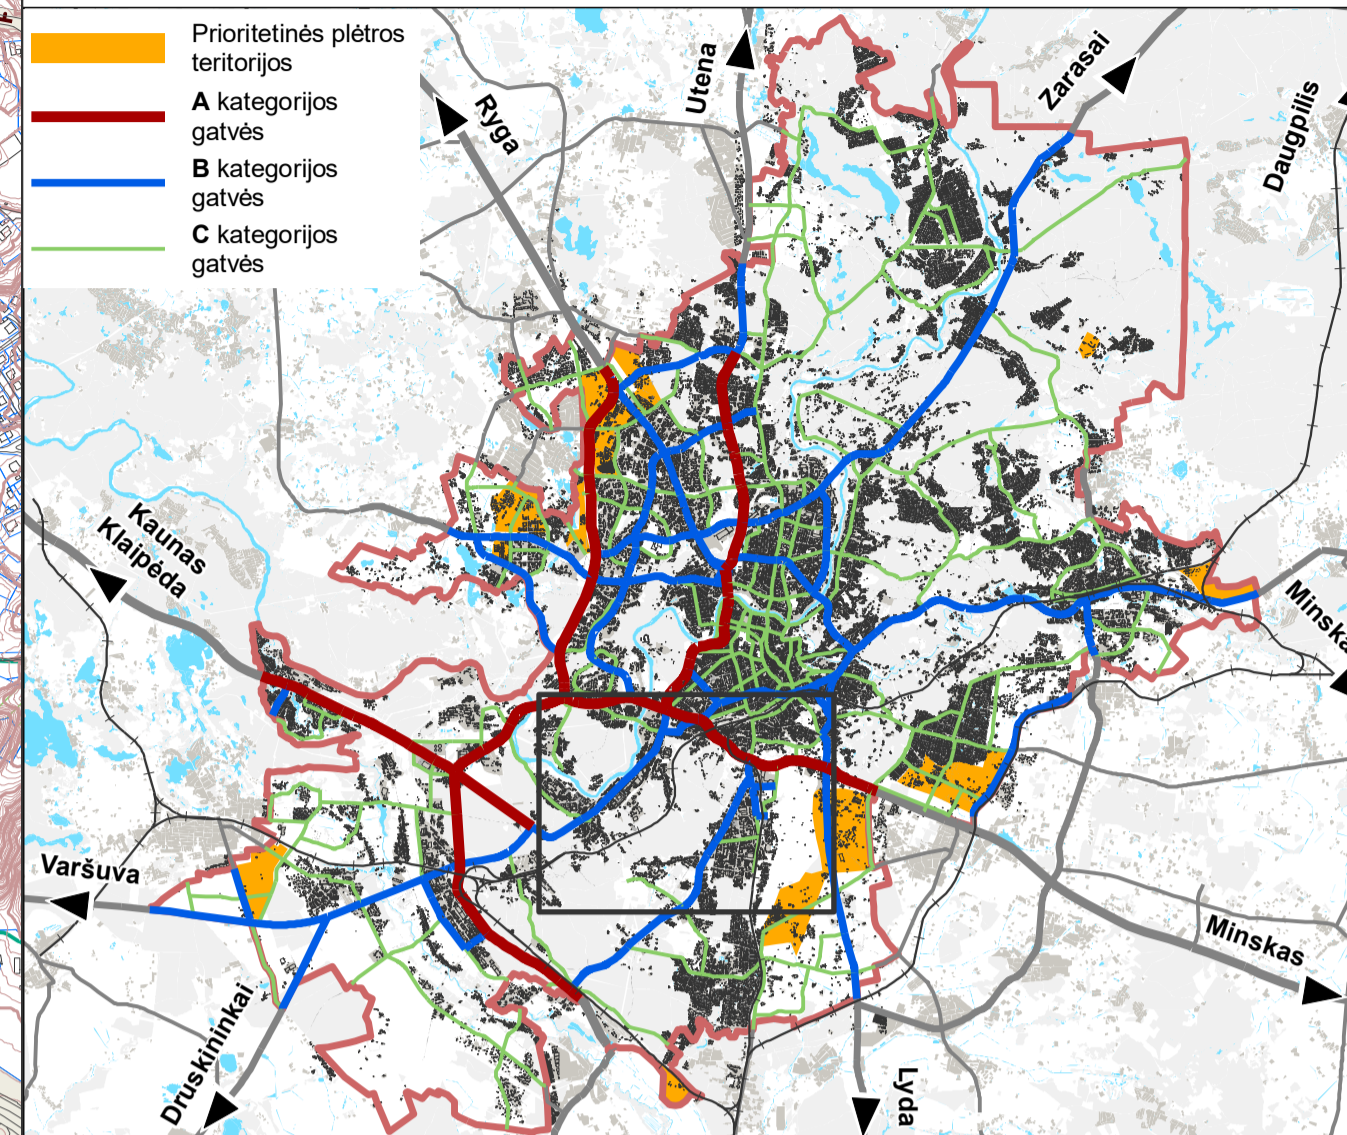 Prioritetinės plėtros
teritorijos
A kategorijos
gatvės
B kategorijos
gatvės
C kategorijos
gatvės
Ryga
Utena
Zarasai
Daugpilis
Kaunas
Klaipėda
Minskas
Varšuva
Druskininkai
Lyda
Minskas